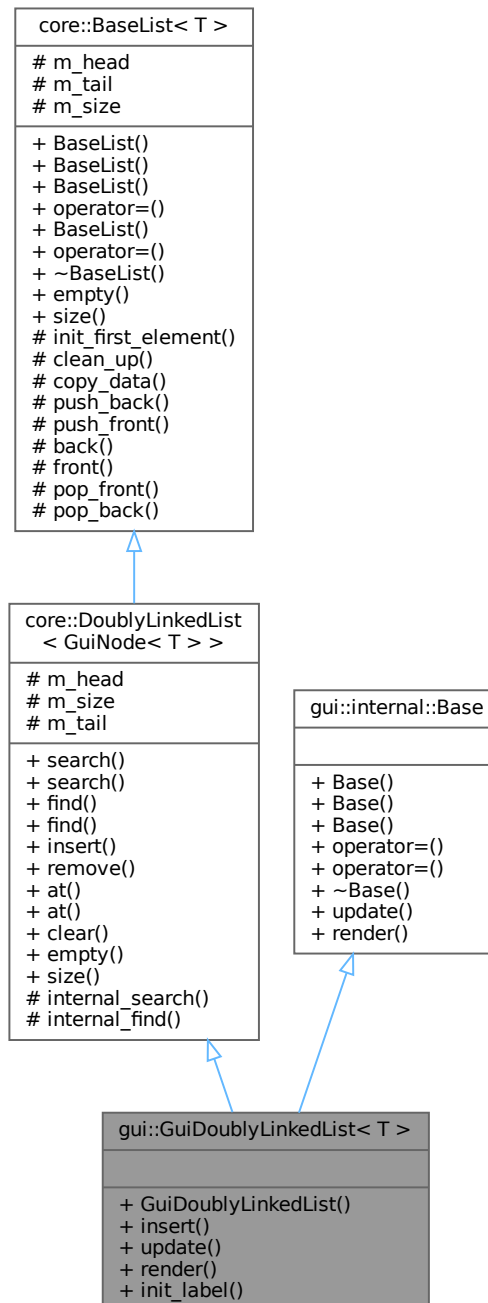 core::BaseList< T >
# m_head
# m_tail
# m_size
+ BaseList()
+ BaseList()
+ BaseList()
+ operator=()
+ BaseList()
+ operator=()
+ ~BaseList()
+ empty()
+ size()
# init_first_element()
# clean_up()
# copy_data()
# push_back()
# push_front()
# back()
# front()
# pop_front()
# pop_back()
core::DoublyLinkedList
< GuiNode< T > >
# m_head
# m_size
# m_tail
+ search()
+ search()
+ find()
+ find()
+ insert()
+ remove()
+ at()
+ at()
+ clear()
+ empty()
+ size()
# internal_search()
# internal_find()
gui::internal::Base
+ Base()
+ Base()
+ Base()
+ operator=()
+ operator=()
+ ~Base()
+ update()
+ render()
gui::GuiDoublyLinkedList< T >
+ GuiDoublyLinkedList()
+ insert()
+ update()
+ render()
+ init_label()